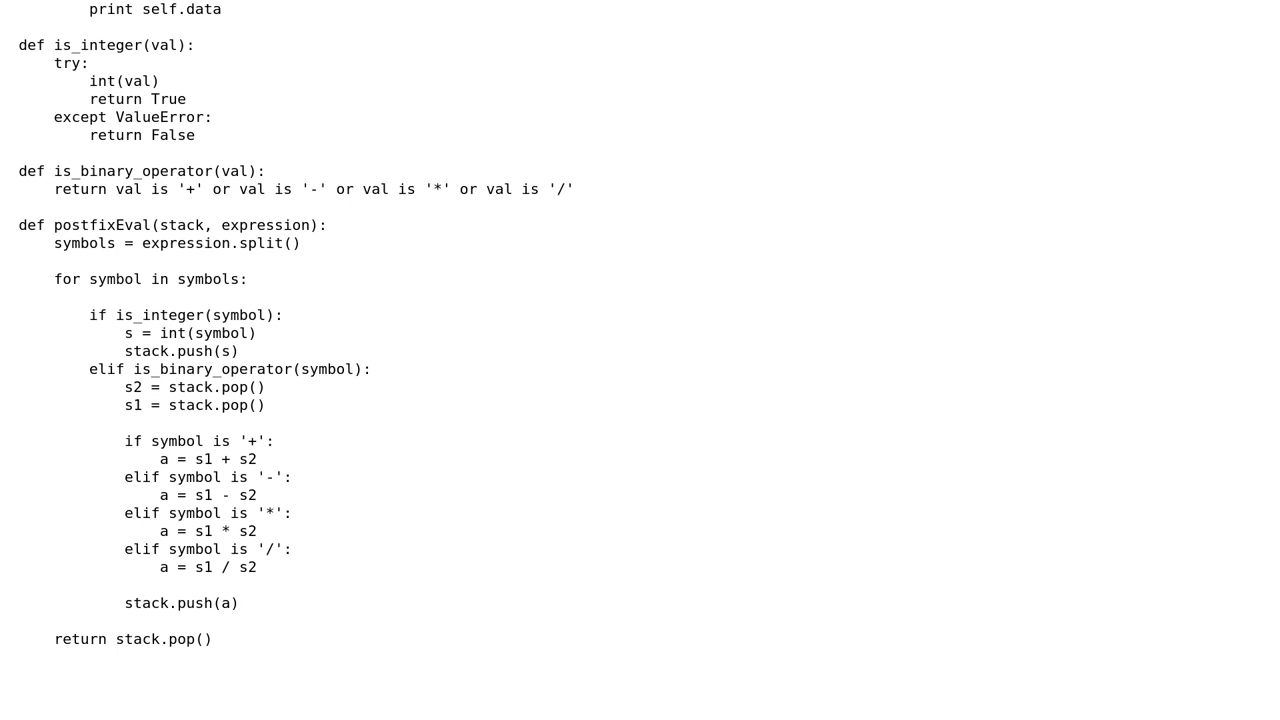 print self.data

def is_integer(val):
    try:
        int(val)
        return True
    except ValueError:
        return False

def is_binary_operator(val):
    return val is '+' or val is '-' or val is '*' or val is '/'

def postfixEval(stack, expression):
    symbols = expression.split()

    for symbol in symbols:

        if is_integer(symbol):
            s = int(symbol)
            stack.push(s)
        elif is_binary_operator(symbol):
            s2 = stack.pop()
            s1 = stack.pop()

            if symbol is '+':
                a = s1 + s2
            elif symbol is '-':
                a = s1 - s2
            elif symbol is '*':
                a = s1 * s2
            elif symbol is '/':
                a = s1 / s2

            stack.push(a)

    return stack.pop()